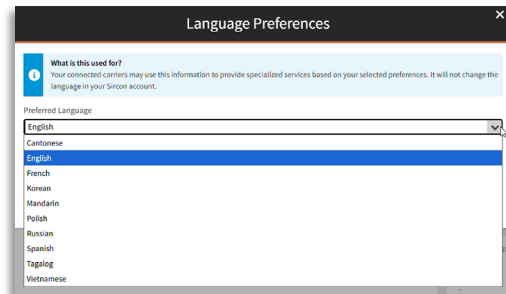 Language Preferences
What is this used for?
Your connected carriers may use this information to provide specialized services based on your selected preferences. It will not change the
language in your Sircon account.
Preferred Language
English
Cantonese
English
French
Korean
Mandarin
Polish
Russian
Spanish
Tagalog
Vietnamese